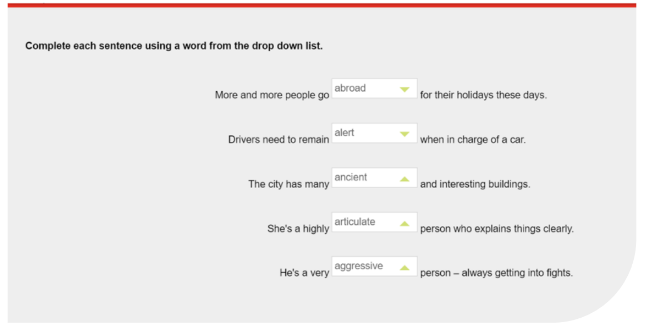 Complete each sentence using a word from the drop down list.
More and more people go abroad for their holidays these days.
Drivers need to remain alert when in charge of a car.
The city has many ancient and interesting buildings.
She's a highly articulate person who explains things clearly.
He's a very aggressive person – always getting into fights.